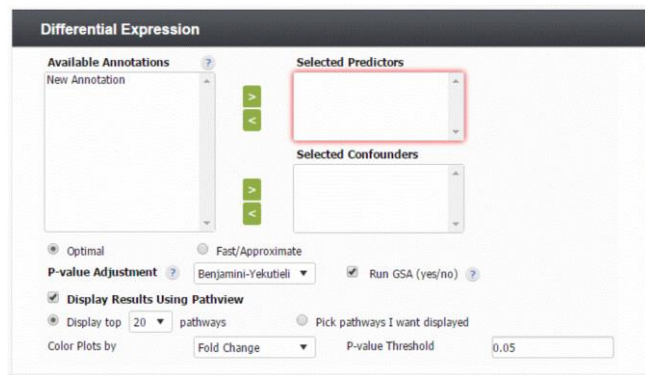 Differential Expression
Available Annotations ? Selected Predictors
New Annotation
>
<
Selected Confounders
>
<
Optimal Fast/Approximate
P-value Adjustment ? Benjamini-Yekutieli Run GSA (yes/no) ?
Display Results Using Pathview
Display top 20 pathways Pick pathways I want displayed
Color Plots by Fold Change P-value Threshold 0.05